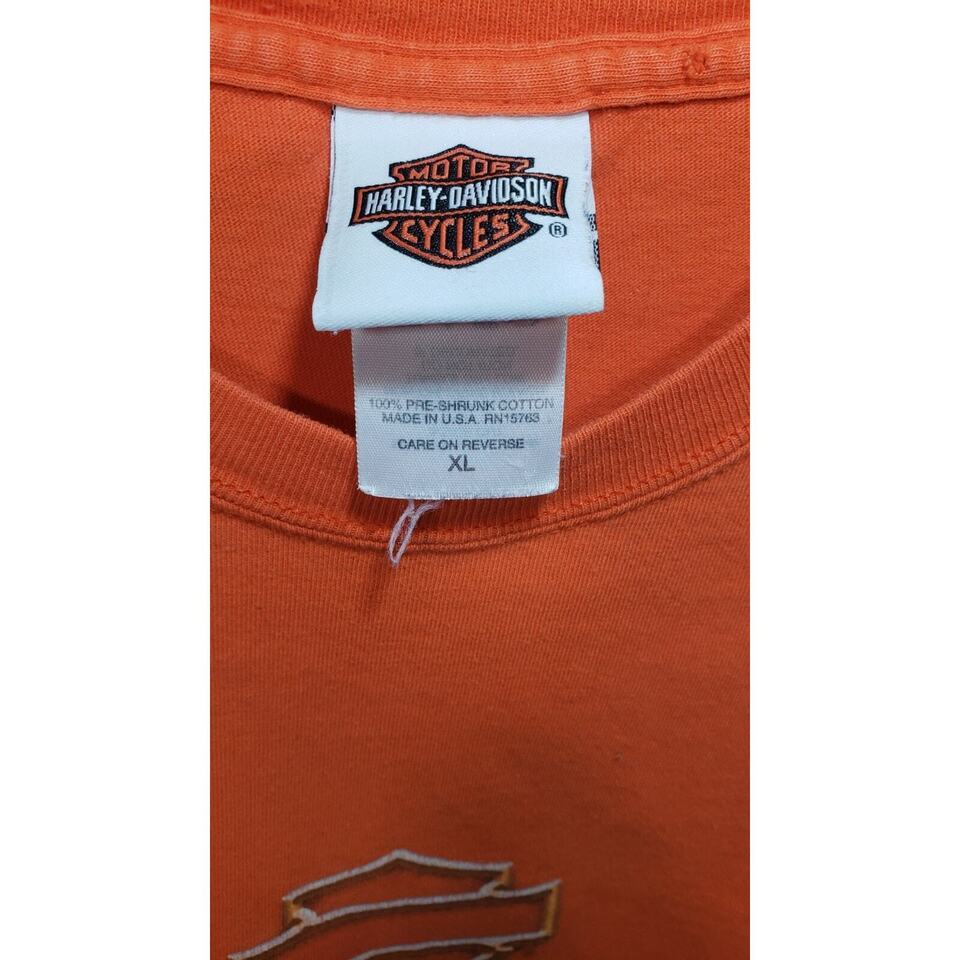 MOTOR
HARLEY-DAVIDSON
CYCLES ®
100% PRE-SHRUNK COTTON
MADE IN U.S.A. RN15763
CARE ON REVERSE
XL